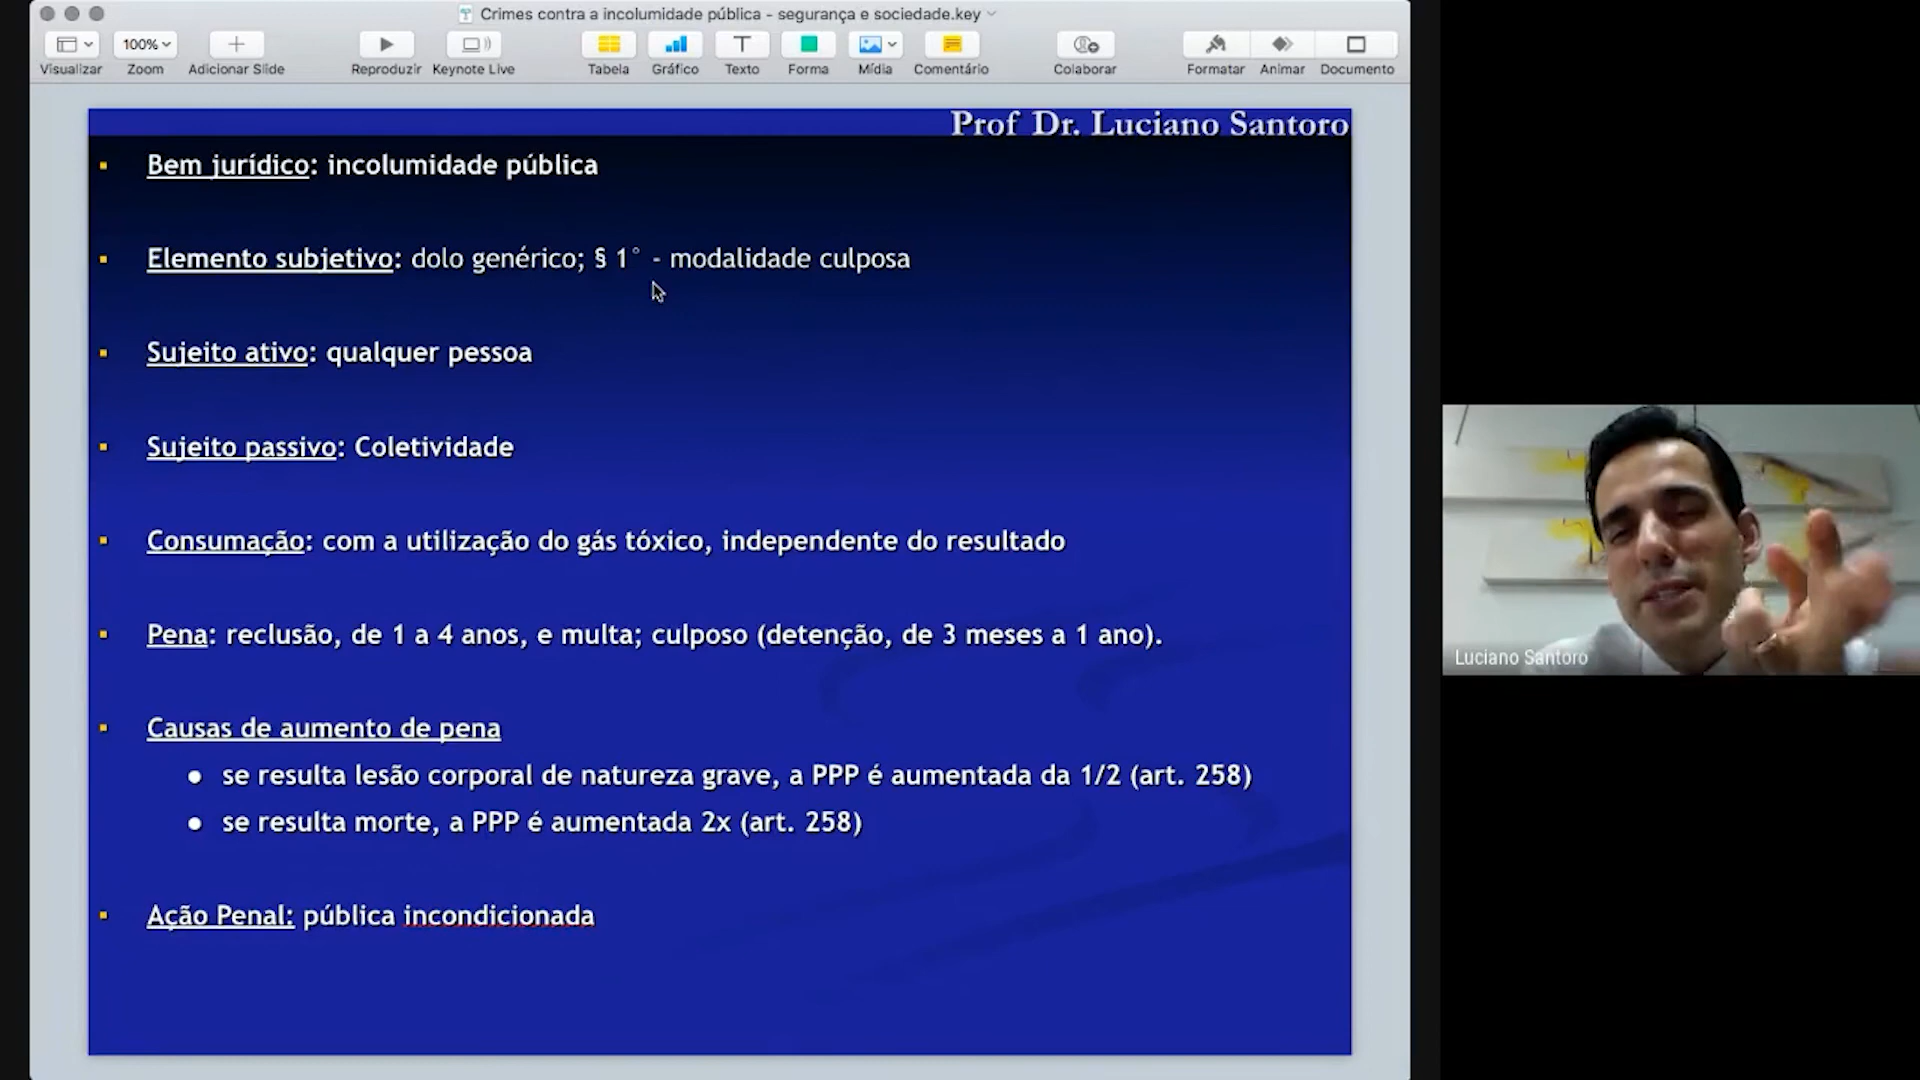 Crimes contra a incolumidade pública - segurança e sociedade.key
100%
Visualizar Zoom Adicionar Slide Reproduzir Keynote Live Tabela Gráfico Texto Forma Mídia Comentário Colaborar Formatar Animar Documento
Prof Dr. Luciano Santoro
Bem jurídico: incolumidade pública
Elemento subjetivo: dolo genérico; § 1° - modalidade culposa
Sujeito ativo: qualquer pessoa
Sujeito passivo: Coletividade
Consumação: com a utilização do gás tóxico, independente do resultado
Pena: reclusão, de 1 a 4 anos, e multa; culposo (detenção, de 3 meses a 1 ano).
Causas de aumento de pena
se resulta lesão corporal de natureza grave, a PPP é aumentada da 1/2 (art. 258)
se resulta morte, a PPP é aumentada 2x (art. 258)
Ação Penal: pública incondicionada
Luciano Santoro